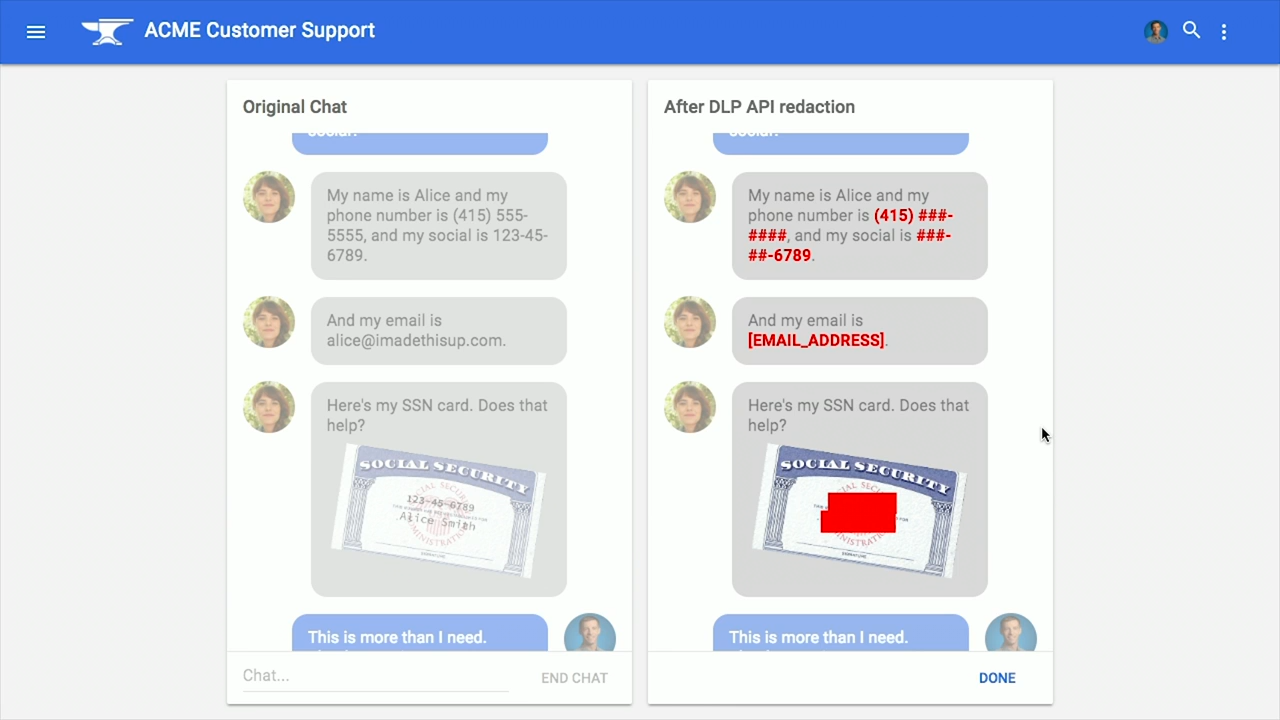 ACME Customer Support
Original Chat
social?
My name is Alice and my
phone number is (415) 555-
5555, and my social is 123-45-
6789.
And my email is
alice@imadethisup.com.
Here's my SSN card. Does that
help?
SOCIAL SECURITY
123-45-6789
Alice Smith
SIGNATURE
This is more than I need.
Chat...
END CHAT
After DLP API redaction
social?
My name is Alice and my
phone number is (415) ###-
####, and my social is ###-
##-6789.
And my email is
[EMAIL_ADDRESS].
Here's my SSN card. Does that
help?
SOCIAL SECURITY
SIGNATURE
This is more than I need.
DONE